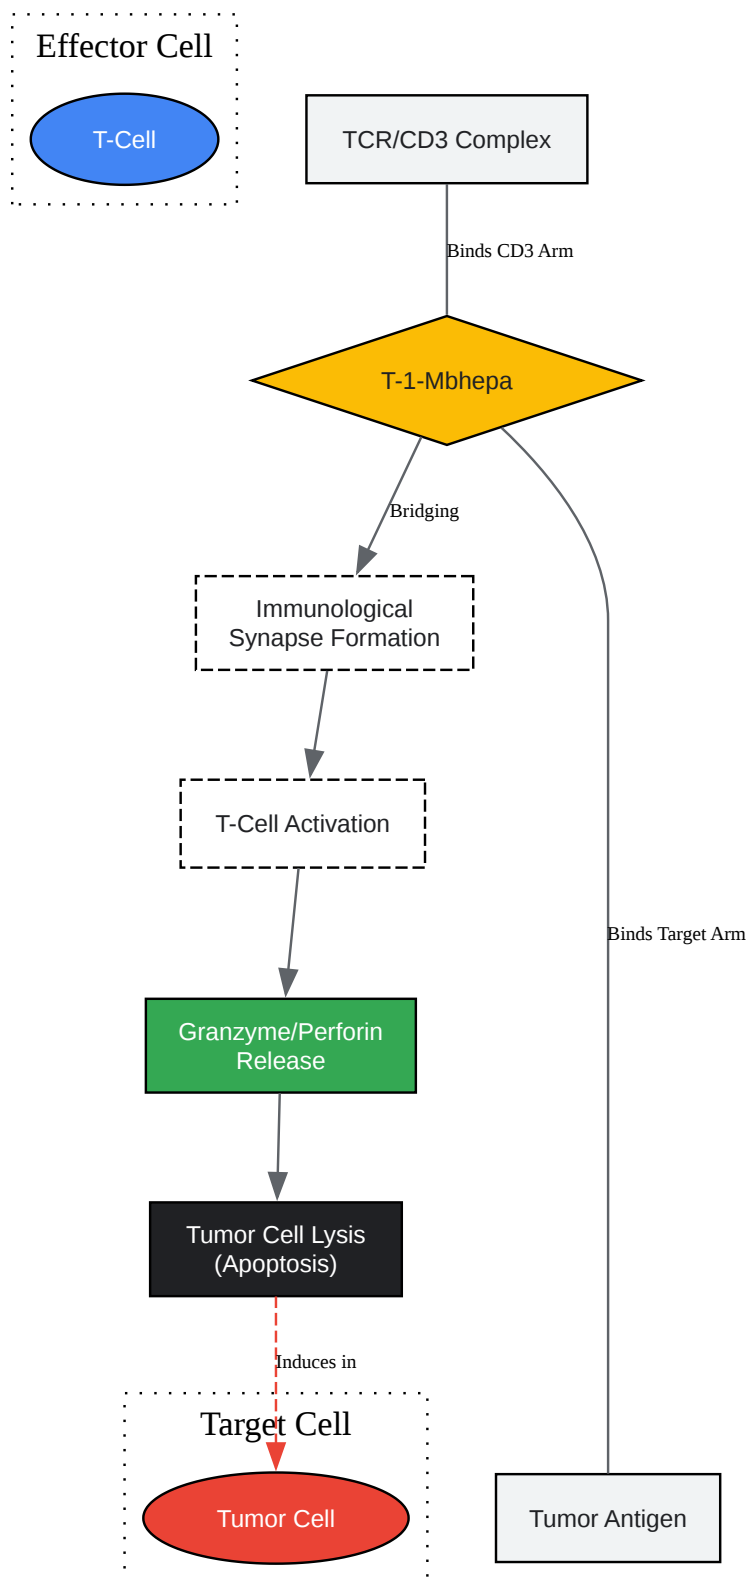 Effector Cell
T-Cell
TCR/CD3 Complex
Binds CD3 Arm
T-1-Mbhepa
Bridging
Immunological
Synapse Formation
T-Cell Activation
Binds Target Arm
Granzyme/Perforin
Release
Tumor Cell Lysis
(Apoptosis)
Induces in
Target Cell
Tumor Cell
Tumor Antigen